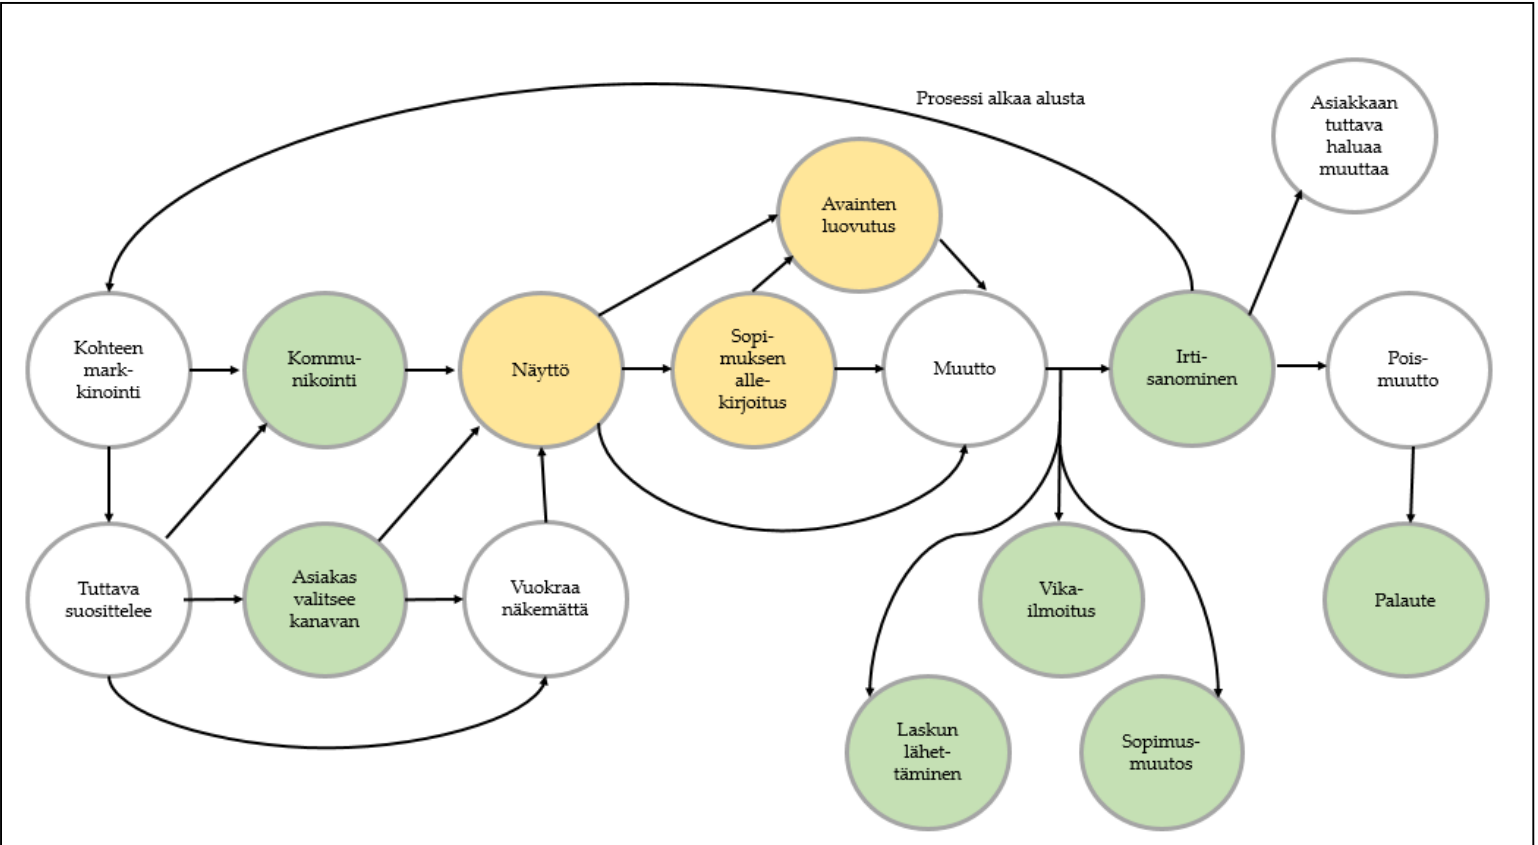 Prosessi alkaa alusta
Asiakkaan
tuttava
haluaa
muuttaa
Avainten
luovutus
Kohteen
mark-
kinointi
Kommu-
nikointi
Näyttö
Sopi-
muksen
alle-
kirjoitus
Muutto
Irti-
sanominen
Pois-
muutto
Tuttava
suosittelee
Asiakas
valitsee
kanavan
Vuokraa
näkemättä
Vika-
ilmoitus
Palaute
Laskun
lähet-
täminen
Sopimus-
muutos